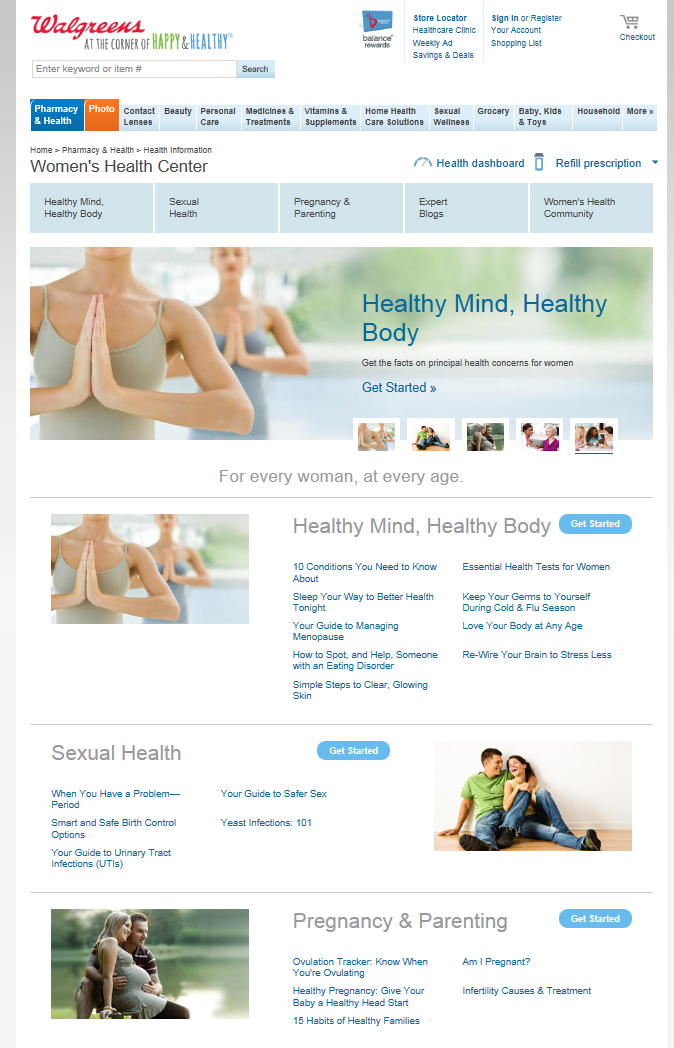 Walgreens
AT THE CORNER OF HAPPY & HEALTHY®
balance®
rewards
Store Locator
Healthcare Clinic
Weekly Ad
Savings & Deals
Sign In or Register
Your Account
Shopping List
Checkout
Enter keyword or item #
Search
Pharmacy
& Health
Photo
Contact
Lenses
Beauty
Personal
Care
Medicines &
Treatments
Vitamins &
Supplements
Home Health
Care Solutions
Sexual
Wellness
Grocery
Baby, Kids
& Toys
Household
More »
Home > Pharmacy & Health > Health Information
Women's Health Center
Health dashboard
Refill prescription
Healthy Mind,
Healthy Body
Sexual
Health
Pregnancy &
Parenting
Expert
Blogs
Women's Health
Community
Healthy Mind, Healthy
Body
Get the facts on principal health concerns for women
Get Started »
For every woman, at every age.
Healthy Mind, Healthy Body
Get Started
10 Conditions You Need to Know
About
Essential Health Tests for Women
Sleep Your Way to Better Health
Tonight
Keep Your Germs to Yourself
During Cold & Flu Season
Your Guide to Managing
Menopause
Love Your Body at Any Age
How to Spot, and Help, Someone
with an Eating Disorder
Re-Wire Your Brain to Stress Less
Simple Steps to Clear, Glowing
Skin
Sexual Health
Get Started
When You Have a Problem—
Period
Your Guide to Safer Sex
Smart and Safe Birth Control
Options
Yeast Infections: 101
Your Guide to Urinary Tract
Infections (UTIs)
Pregnancy & Parenting
Get Started
Ovulation Tracker: Know When
You're Ovulating
Am I Pregnant?
Healthy Pregnancy: Give Your
Baby a Healthy Head Start
Infertility Causes & Treatment
15 Habits of Healthy Families